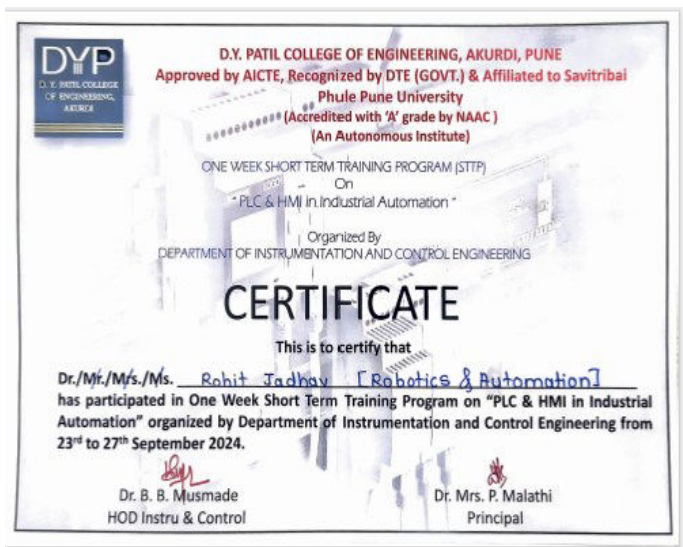 DYP
D. Y. PATIL COLLEGE
OF ENGINEERING,
AKURDI
D.Y. PATIL COLLEGE OF ENGINEERING, AKURDI, PUNE
Approved by AICTE, Recognized by DTE (GOVT.) & Affiliated to Savitribai
Phule Pune University
(Accredited with 'A' grade by NAAC )
(An Autonomous Institute)
ONE WEEK SHORT TERM TRAINING PROGRAM (STTP)
On
" PLC & HMI in Industrial Automation "
Organized By
DEPARTMENT OF INSTRUMENTATION AND CONTROL ENGINEERING
CERTIFICATE
This is to certify that
Dr./Mr./Mrs./Ms. Rohit Jadhav [Robotics & Automation]
has participated in One Week Short Term Training Program on "PLC & HMI in Industrial
Automation" organized by Department of Instrumentation and Control Engineering from
23rd to 27th September 2024.
Dr. B. B. Musmade
HOD Instru & Control
Dr. Mrs. P. Malathi
Principal